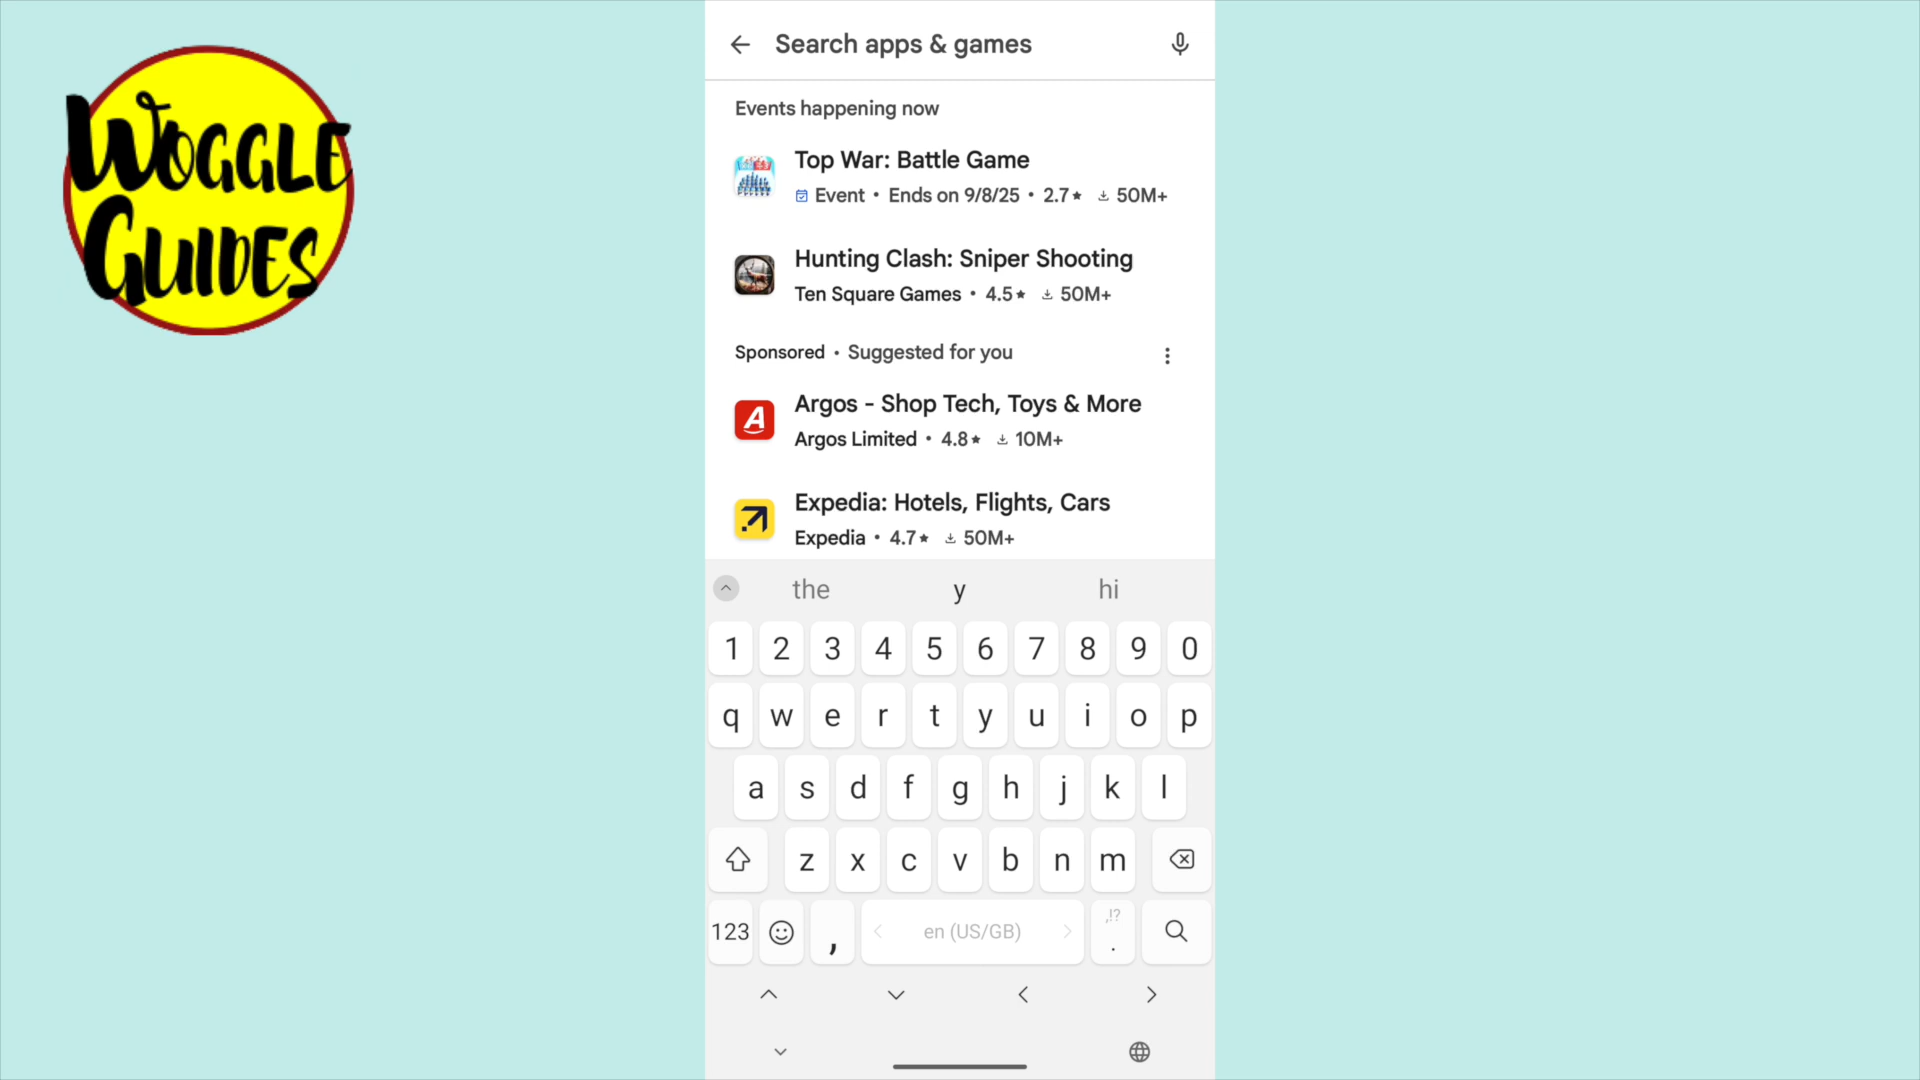 WOGGLE
GUIDES
Search apps & games
Events happening now
Top War: Battle Game
Event • Ends on 9/8/25 • 2.7★ 50M+
Hunting Clash: Sniper Shooting
Ten Square Games • 4.5★ 50M+
Sponsored • Suggested for you
A
Argos - Shop Tech, Toys & More
Argos Limited • 4.8★ 10M+
Expedia: Hotels, Flights, Cars
Expedia • 4.7★ 50M+
the y hi
1 2 3 4 5 6 7 8 9 0
q w e r t y u i o p
a s d f g h j k l
z x c v b n m
,!?
123 , en (US/GB) .